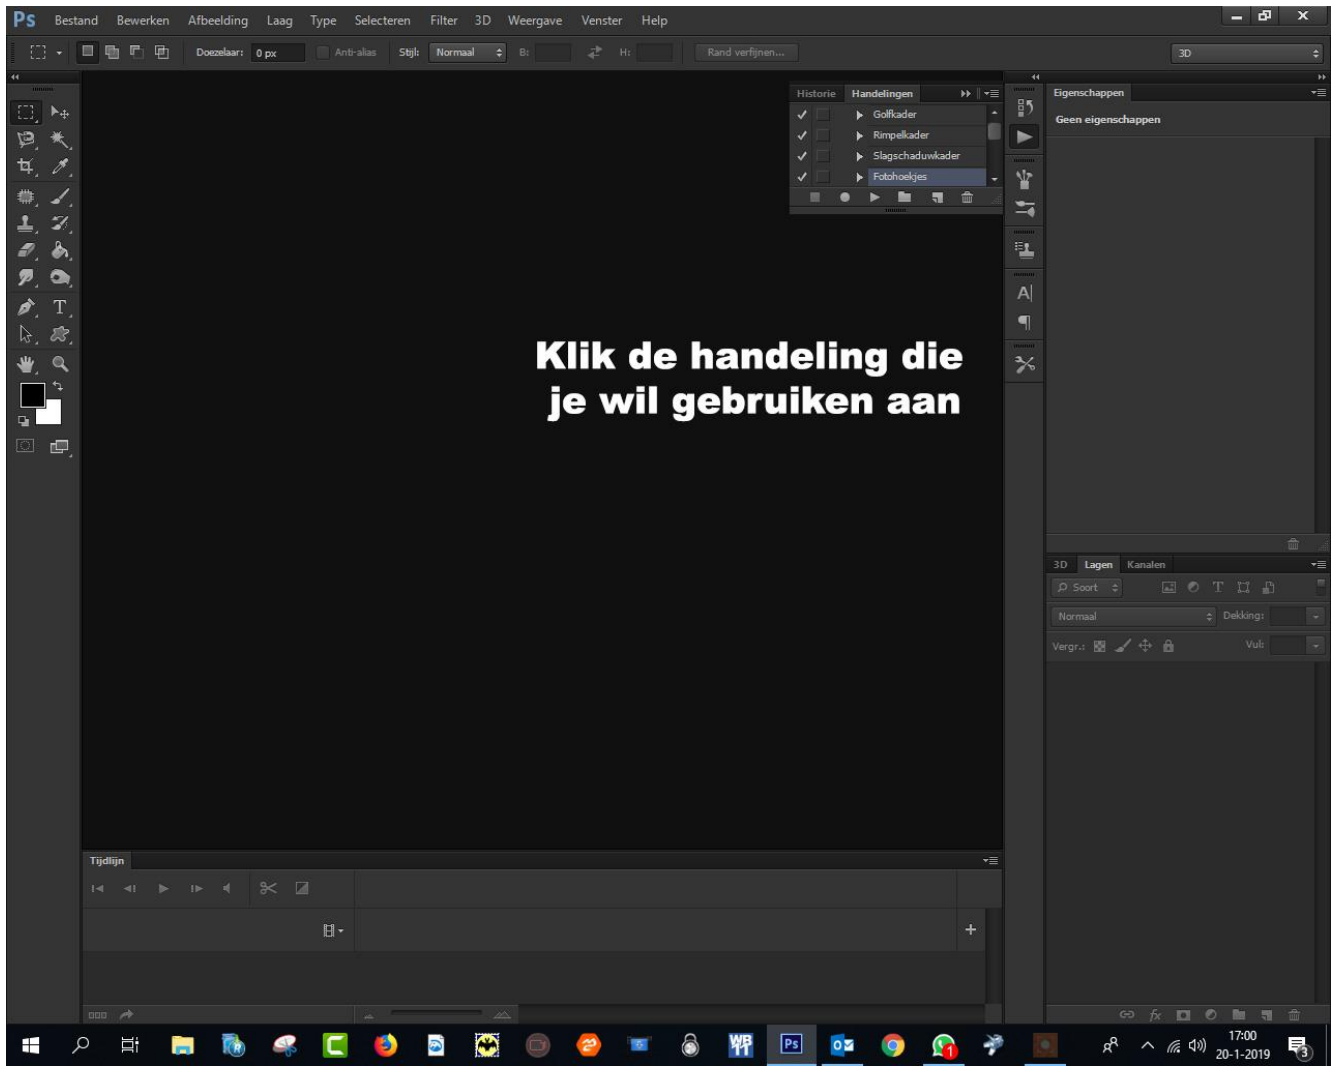 Ps Bestand Bewerken Afbeelding Laag Type Selecteren Filter 3D Weergave Venster Help
Doezelaar: 0 px Anti-alias Stijl: Normaal B: H: Rand verfijnen... 3D
Historie Handelingen
Golfkader
Rimpelkader
Slagschaduwkader
Fotohoekjes
Eigenschappen
Geen eigenschappen
Klik de handeling die
je wil gebruiken aan
3D Lagen Kanalen
Soort
Normaal Dekking:
Vergr.: Vul:
Tijdlijn
17:00
20-1-2019